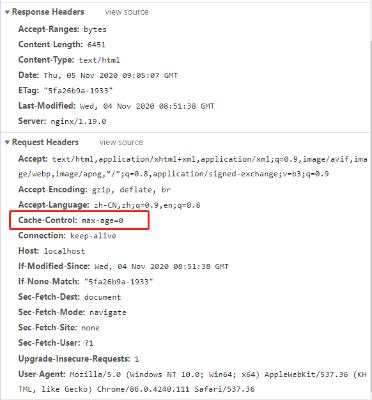 Response Headers view source
Accept-Ranges: bytes
Content-Length: 6451
Content-Type: text/html
Date: Thu, 05 Nov 2020 09:05:07 GMT
ETag: "5fa26b9a-1933"
Last-Modified: Wed, 04 Nov 2020 08:51:38 GMT
Server: nginx/1.19.0
Request Headers view source
Accept: text/html,application/xhtml+xml,application/xml;q=0.9,image/avif,im
age/webp,image/apng,*/*;q=0.8,application/signed-exchange;v=b3;q=0.9
Accept-Encoding: gzip, deflate, br
Accept-Language: zh-CN,zh;q=0.9,en;q=0.8
Cache-Control: max-age=0
Connection: keep-alive
Host: localhost
If-Modified-Since: Wed, 04 Nov 2020 08:51:38 GMT
If-None-Match: "5fa26b9a-1933"
Sec-Fetch-Dest: document
Sec-Fetch-Mode: navigate
Sec-Fetch-Site: none
Sec-Fetch-User: ?1
Upgrade-Insecure-Requests: 1
User-Agent: Mozilla/5.0 (Windows NT 10.0; Win64; x64) AppleWebKit/537.36 (KH
TML, like Gecko) Chrome/86.0.4240.111 Safari/537.36